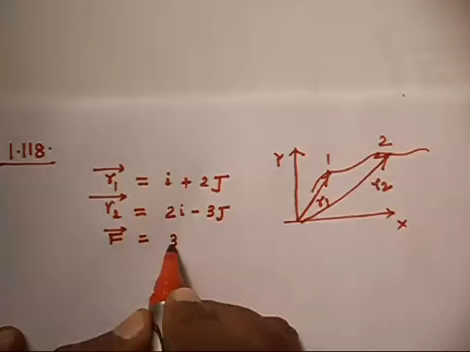 1.118.
r₁ = i + 2J
r₂ = 2i - 3J
F = 3
Y
1
2
r₁
r₂
X